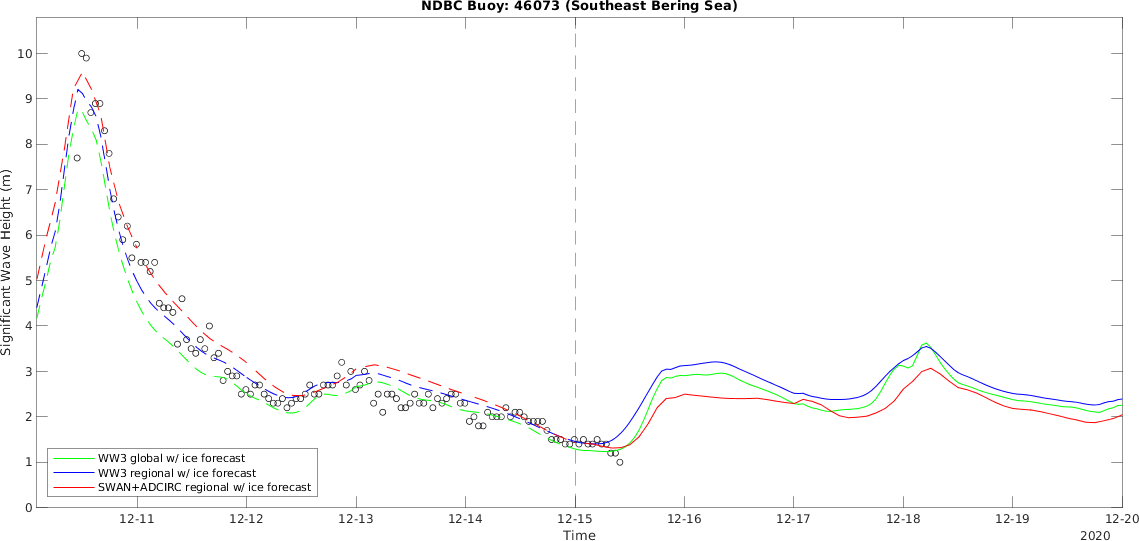 NDBC Buoy: 46073 (Southeast Bering Sea)
Significant Wave Height (m)
10
9
8
7
6
5
4
3
2
1
0
WW3 global w/ ice forecast
WW3 regional w/ ice forecast
SWAN+ADCIRC regional w/ ice forecast
12-11 12-12 12-13 12-14 12-15 12-16 12-17 12-18 12-19 12-20
Time
2020